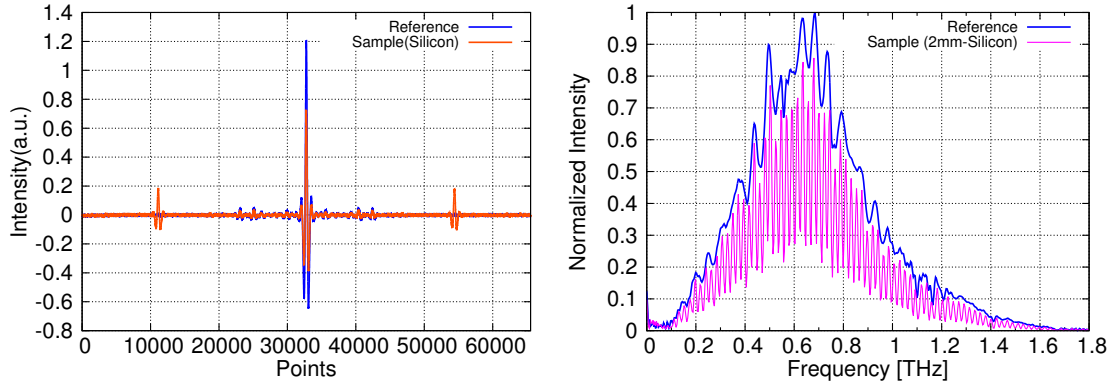 Reference
Sample(Silicon)
1.4
1.2
1
0.8
0.6
0.4
0.2
0
-0.2
-0.4
-0.6
-0.8
Intensity(a.u.)
0 10000 20000 30000 40000 50000 60000
Points
Reference
Sample (2mm-Silicon)
1
0.9
0.8
0.7
0.6
0.5
0.4
0.3
0.2
0.1
0
Normalized Intensity
0 0.2 0.4 0.6 0.8 1 1.2 1.4 1.6 1.8
Frequency [THz]